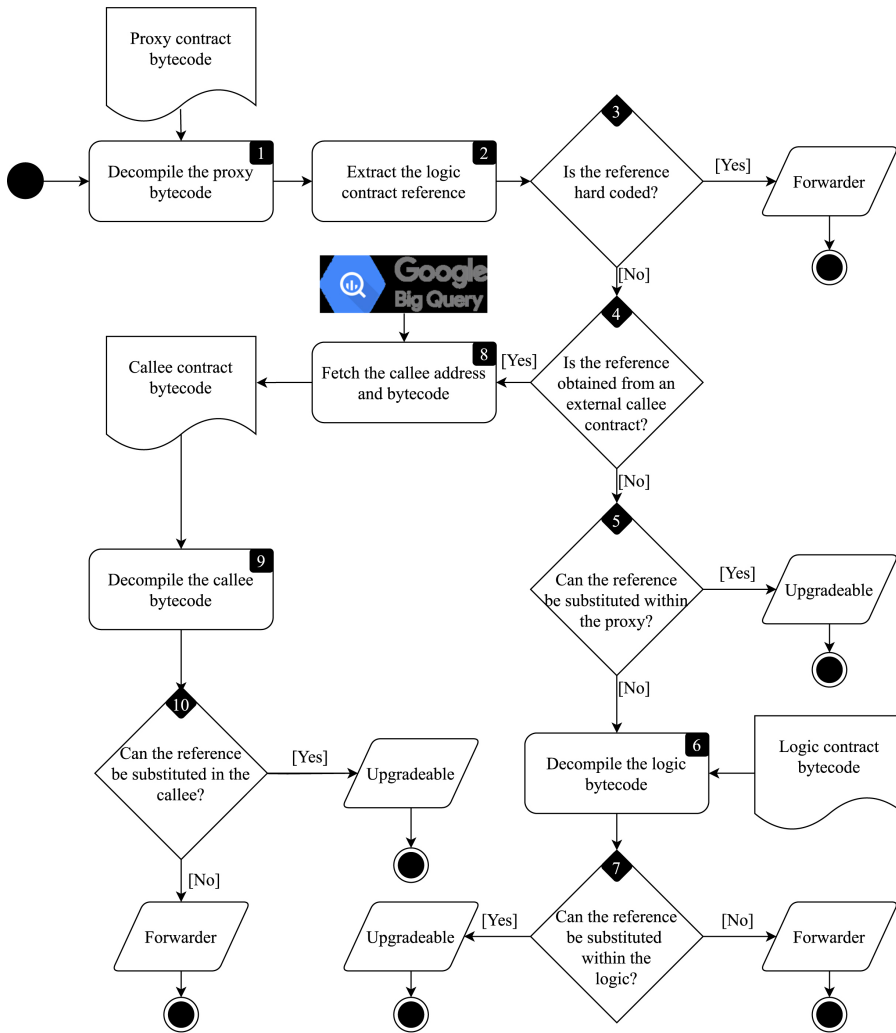 Proxy contract
bytecode
1
Decompile the proxy
bytecode
2
Extract the logic
contract reference
3
Is the reference
hard coded?
[Yes]
Forwarder
[No]
Google
Big Query
4
Is the reference
obtained from an
external callee
contract?
[Yes]
8
Fetch the callee address
and bytecode
Callee contract
bytecode
[No]
5
Can the reference
be substituted within
the proxy?
[Yes]
Upgradeable
9
Decompile the callee
bytecode
[No]
6
Decompile the logic
bytecode
Logic contract
bytecode
10
Can the reference
be substituted in the
callee?
[Yes]
Upgradeable
[No]
Forwarder
7
Can the reference
be substituted
within the
logic?
[Yes]
Upgradeable
[No]
Forwarder